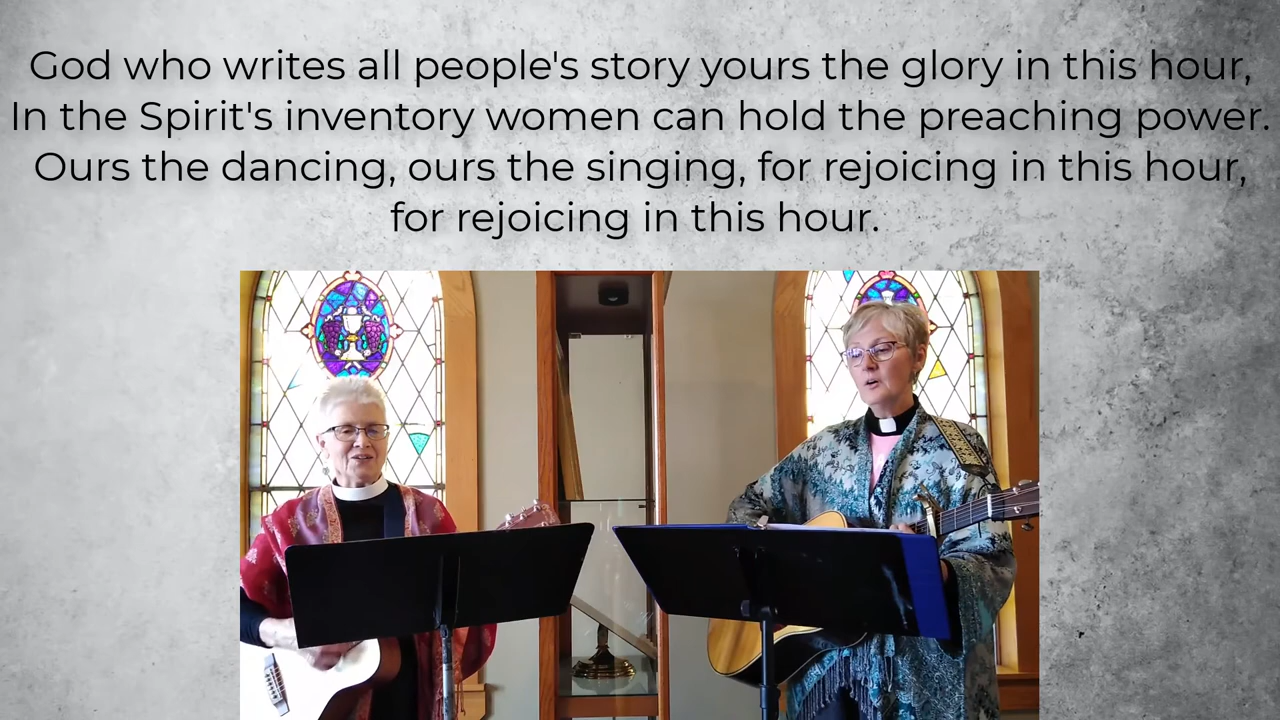 God who writes all people's story yours the glory in this hour,
In the Spirit's inventory women can hold the preaching power.
Ours the dancing, ours the singing, for rejoicing in this hour,
for rejoicing in this hour.